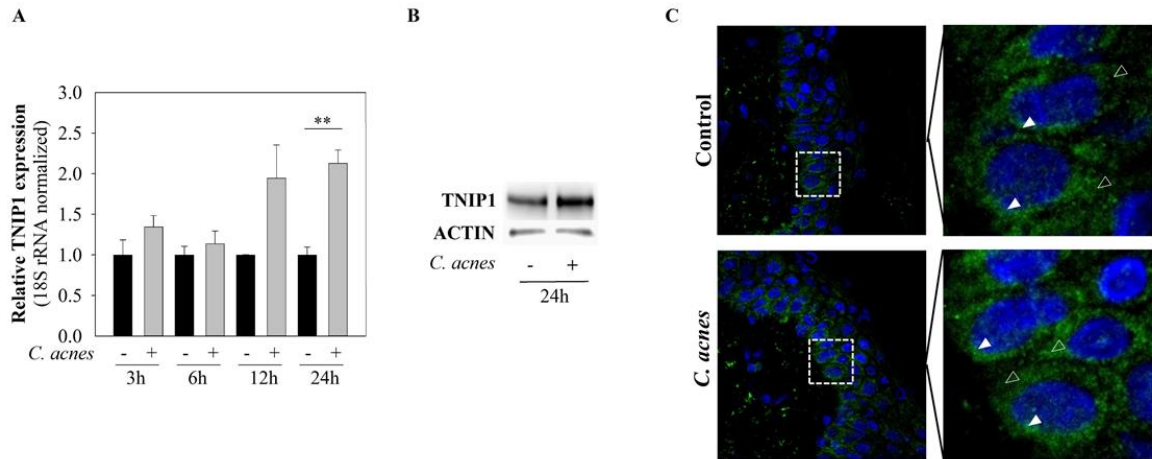 A
Relative TNIP1 expression
(18S rRNA normalized)
3.0
2.5
2.0
1.5
1.0
0.5
0.0
**
C. acnes - + - + - + - +
3h 6h 12h 24h
B
TNIP1
ACTIN
C. acnes - +
24h
C
Control
C. acnes